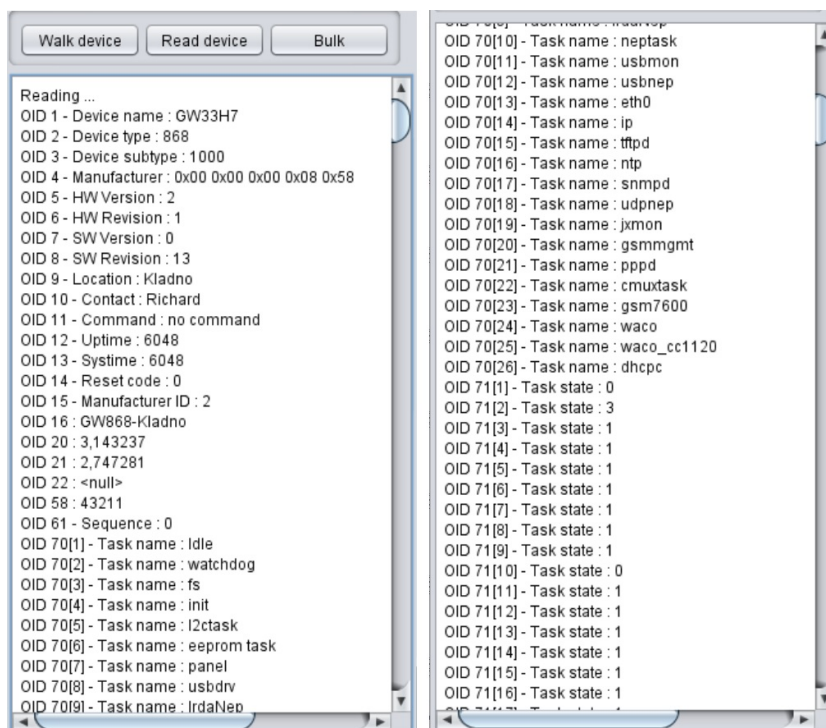 Walk device
Read device
Bulk
Reading ...
OID 1 - Device name : GW33H7
OID 2 - Device type : 868
OID 3 - Device subtype : 1000
OID 4 - Manufacturer : 0x00 0x00 0x00 0x08 0x58
OID 5 - HW Version : 2
OID 6 - HW Revision : 1
OID 7 - SW Version : 0
OID 8 - SW Revision : 13
OID 9 - Location : Kladno
OID 10 - Contact : Richard
OID 11 - Command : no command
OID 12 - Uptime : 6048
OID 13 - Systime : 6048
OID 14 - Reset code : 0
OID 15 - Manufacturer ID : 2
OID 16 : GW868-Kladno
OID 20 : 3,143237
OID 21 : 2,747281
OID 22 : <null>
OID 58 : 43211
OID 61 - Sequence : 0
OID 70[1] - Task name : Idle
OID 70[2] - Task name : watchdog
OID 70[3] - Task name : fs
OID 70[4] - Task name : init
OID 70[5] - Task name : I2ctask
OID 70[6] - Task name : eeprom task
OID 70[7] - Task name : panel
OID 70[8] - Task name : usbdrv
OID 70[9] - Task name : IrdaNep
OID 70[9] - Task name : IrdaNep
OID 70[10] - Task name : neptask
OID 70[11] - Task name : usbmon
OID 70[12] - Task name : usbnep
OID 70[13] - Task name : eth0
OID 70[14] - Task name : ip
OID 70[15] - Task name : tftpd
OID 70[16] - Task name : ntp
OID 70[17] - Task name : snmpd
OID 70[18] - Task name : udpnep
OID 70[19] - Task name : jxmon
OID 70[20] - Task name : gsmmgmt
OID 70[21] - Task name : pppd
OID 70[22] - Task name : cmuxtask
OID 70[23] - Task name : gsm7600
OID 70[24] - Task name : waco
OID 70[25] - Task name : waco_cc1120
OID 70[26] - Task name : dhcpc
OID 71[1] - Task state : 0
OID 71[2] - Task state : 3
OID 71[3] - Task state : 1
OID 71[4] - Task state : 1
OID 71[5] - Task state : 1
OID 71[6] - Task state : 1
OID 71[7] - Task state : 1
OID 71[8] - Task state : 1
OID 71[9] - Task state : 1
OID 71[10] - Task state : 0
OID 71[11] - Task state : 1
OID 71[12] - Task state : 1
OID 71[13] - Task state : 1
OID 71[14] - Task state : 1
OID 71[15] - Task state : 1
OID 71[16] - Task state : 1